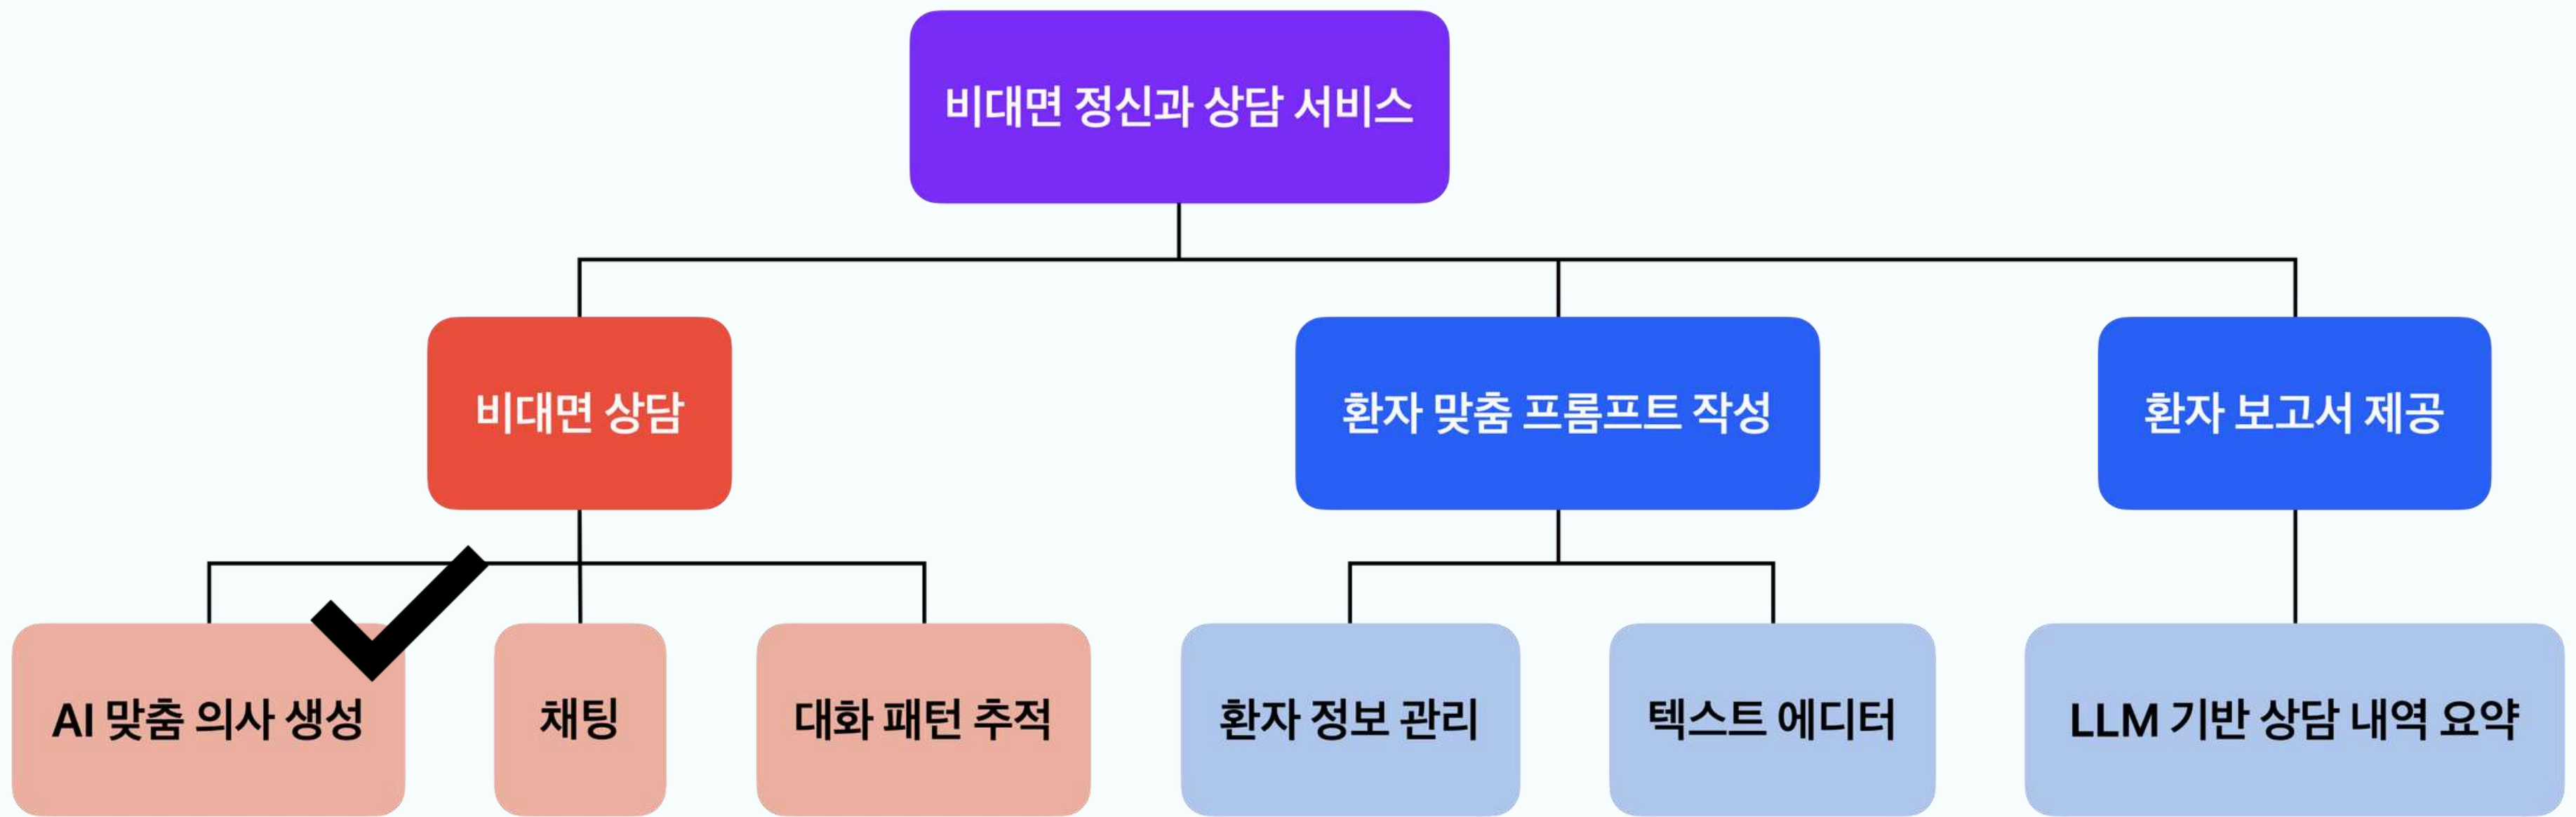 비대면 정신과 상담 서비스
비대면 상담
환자 맞춤 프롬프트 작성
환자 보고서 제공
AI 맞춤 의사 생성
채팅
대화 패턴 추적
환자 정보 관리
텍스트 에디터
LLM 기반 상담 내역 요약